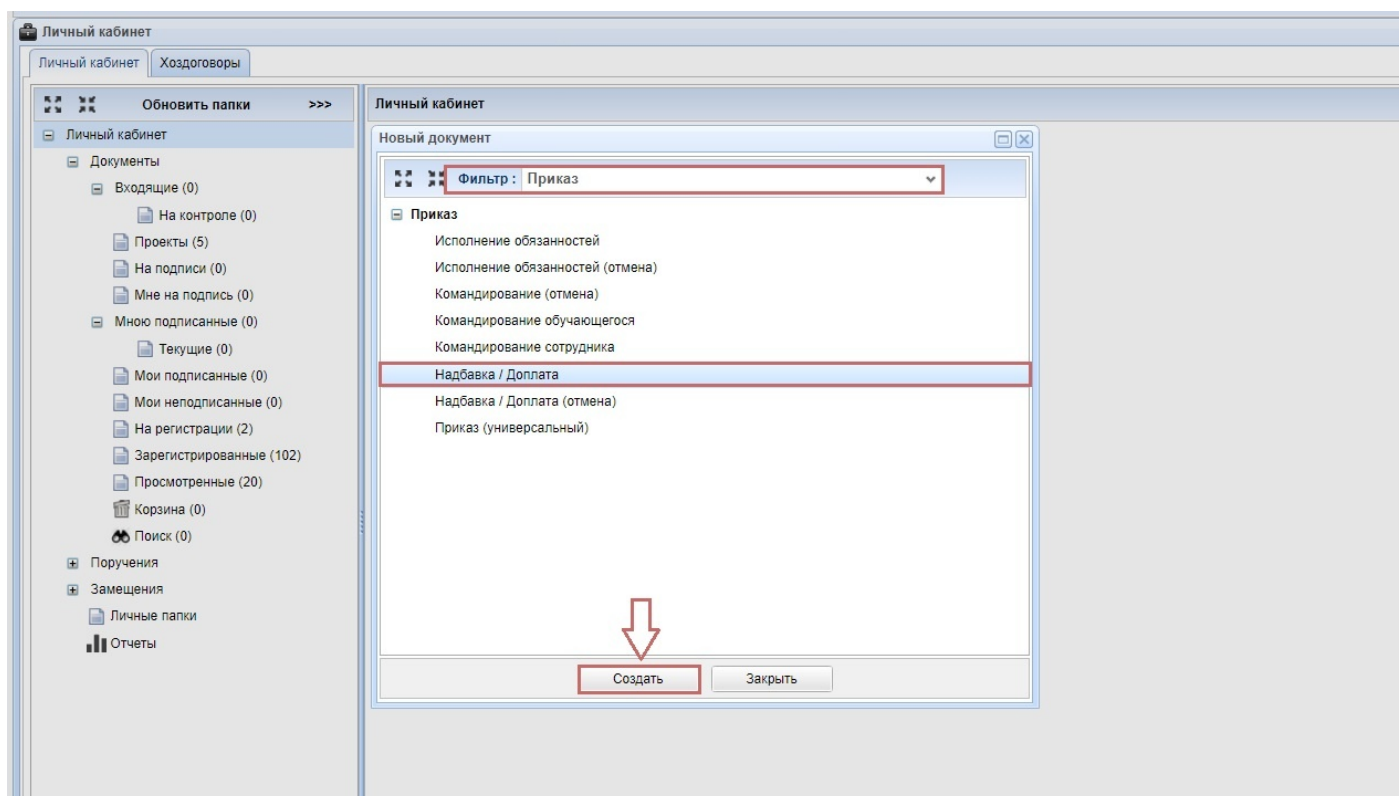 Личный кабинет
Личный кабинет Хоздоговоры
Обновить папки >>>
Личный кабинет
Документы
Входящие (0)
На контроле (0)
Проекты (5)
На подписи (0)
Мне на подпись (0)
Мною подписанные (0)
Текущие (0)
Мои подписанные (0)
Мои неподписанные (0)
На регистрации (2)
Зарегистрированные (102)
Просмотренные (20)
Корзина (0)
Поиск (0)
Поручения
Замещения
Личные папки
Отчеты
Личный кабинет
Новый документ
Фильтр : Приказ
Приказ
Исполнение обязанностей
Исполнение обязанностей (отмена)
Командирование (отмена)
Командирование обучающегося
Командирование сотрудника
Надбавка / Доплата
Надбавка / Доплата (отмена)
Приказ (универсальный)
Создать Закрыть